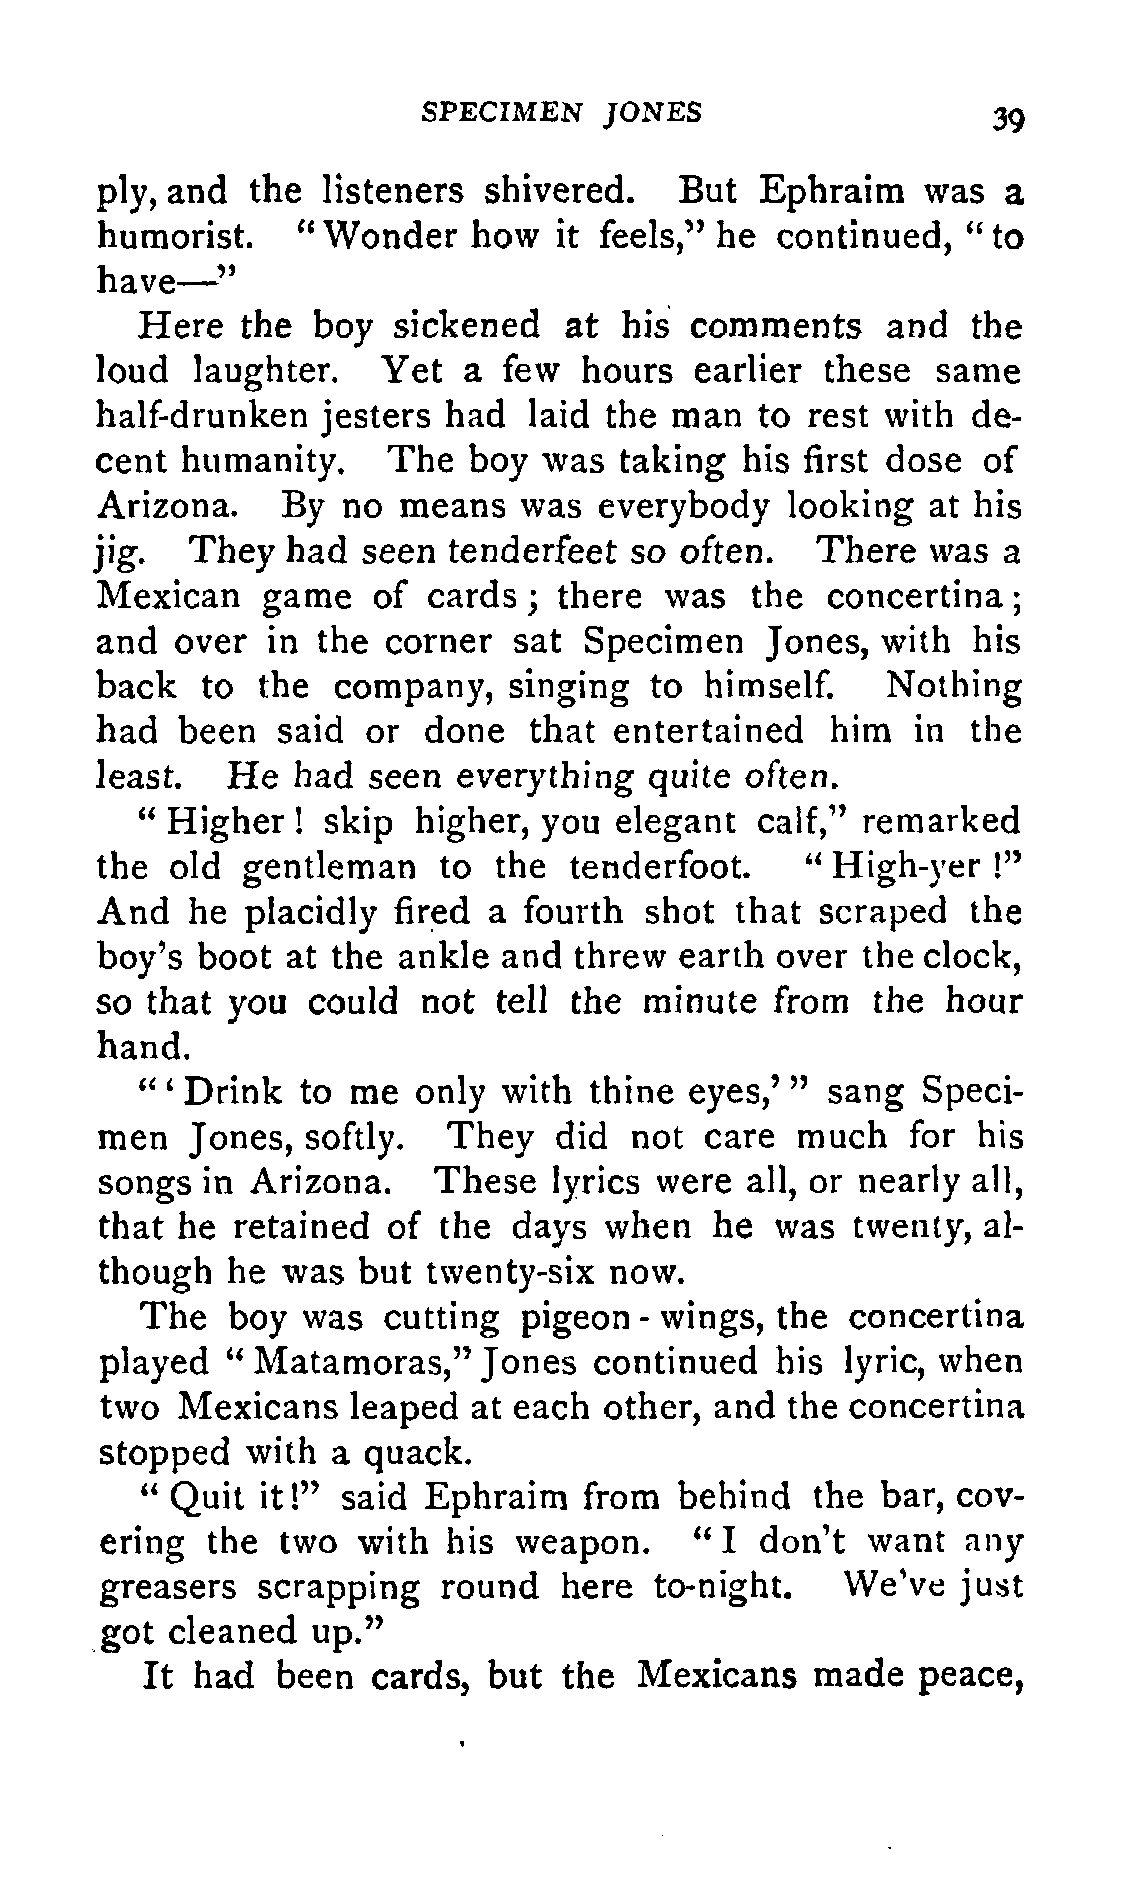 SPECIMEN JONES 39
ply, and the listeners shivered. But Ephraim was a
humorist. "Wonder how it feels," he continued, "to
have—"
Here the boy sickened at his comments and the
loud laughter. Yet a few hours earlier these same
half-drunken jesters had laid the man to rest with de-
cent humanity. The boy was taking his first dose of
Arizona. By no means was everybody looking at his
jig. They had seen tenderfeet so often. There was a
Mexican game of cards; there was the concertina;
and over in the corner sat Specimen Jones, with his
back to the company, singing to himself. Nothing
had been said or done that entertained him in the
least. He had seen everything quite often.
"Higher! skip higher, you elegant calf," remarked
the old gentleman to the tenderfoot. "High-yer!"
And he placidly fired a fourth shot that scraped the
boy's boot at the ankle and threw earth over the clock,
so that you could not tell the minute from the hour
hand.
"'Drink to me only with thine eyes,'" sang Speci-
men Jones, softly. They did not care much for his
songs in Arizona. These lyrics were all, or nearly all,
that he retained of the days when he was twenty, al-
though he was but twenty-six now.
The boy was cutting pigeon-wings, the concertina
played "Matamoras," Jones continued his lyric, when
two Mexicans leaped at each other, and the concertina
stopped with a quack.
"Quit it!" said Ephraim from behind the bar, cov-
ering the two with his weapon. "I don't want any
greasers scrapping round here to-night. We've just
got cleaned up."
It had been cards, but the Mexicans made peace,